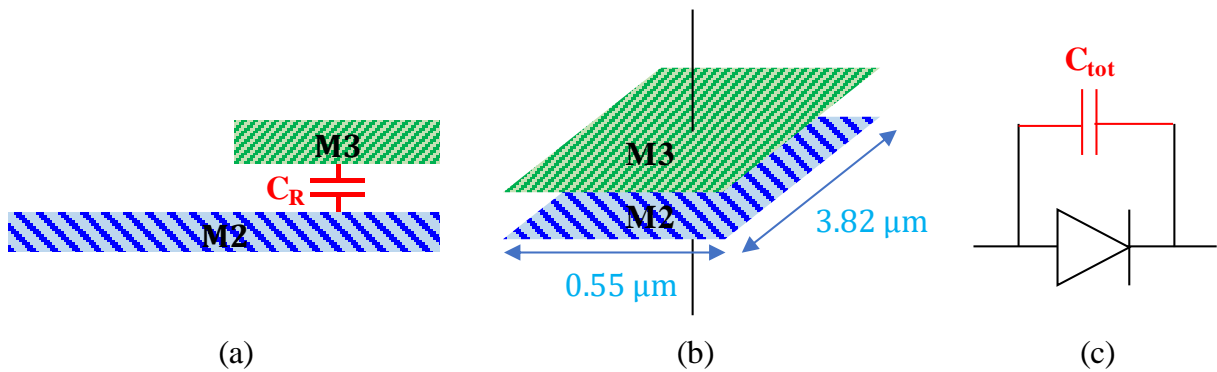 M3
C_R
M2
(a)
M3
M2
0.55 μm
3.82 μm
(b)
C_tot
(c)